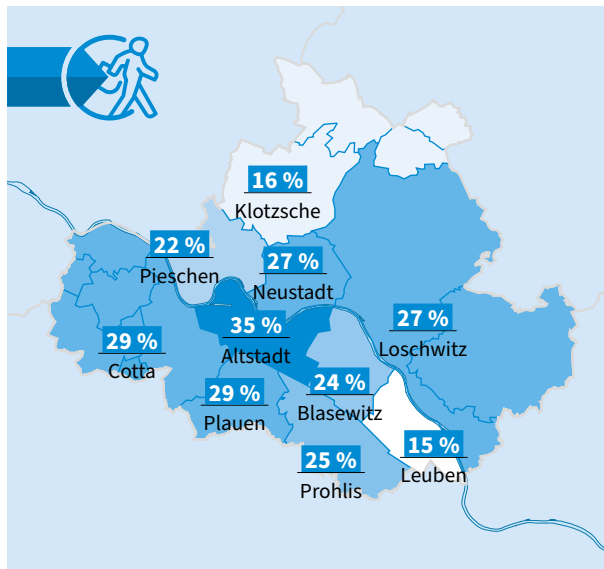 16 %
Klotzsche
22 %
Pieschen
27 %
Neustadt
35 %
Altstadt
27 %
Loschwitz
29 %
Cotta
29 %
Plauen
24 %
Blasewitz
15 %
Leuben
25 %
Prohlis